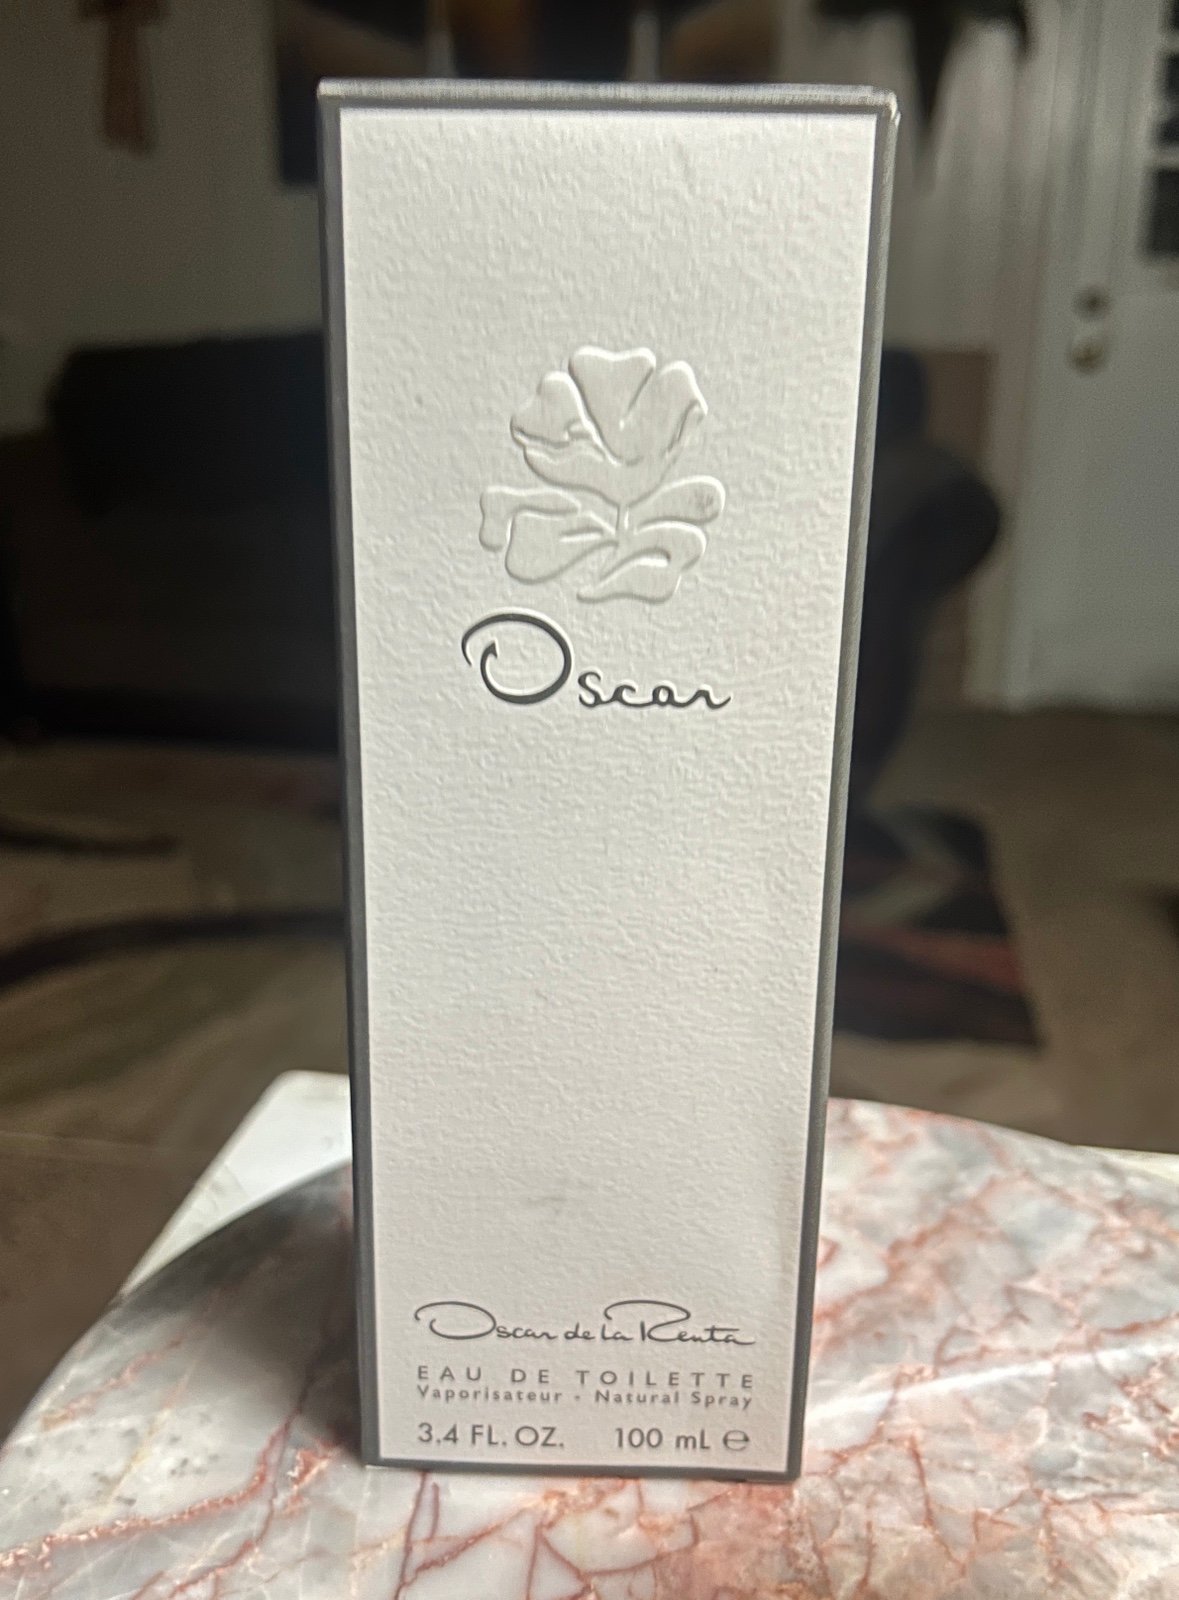 Oscar
Oscar de la Renta
EAU DE TOILETTE
Vaporisateur - Natural Spray
3.4 FL. OZ. 100 mL ℮